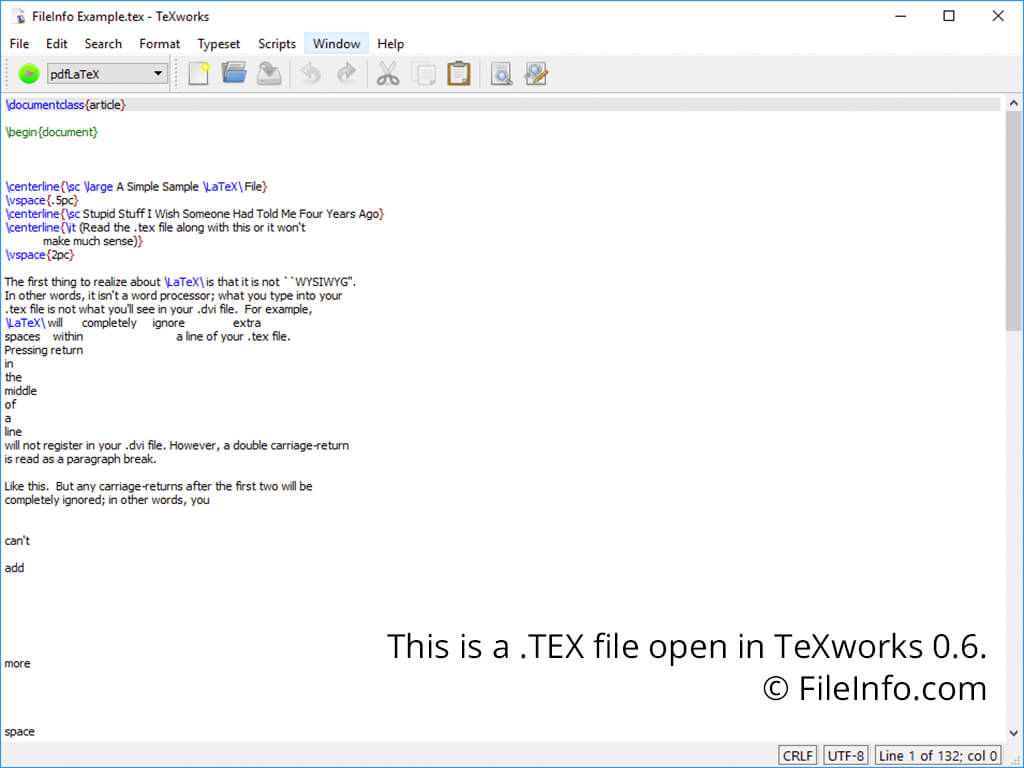 FileInfo Example.tex - TeXworks
File Edit Search Format Typeset Scripts Window Help
pdfLaTeX
\documentclass{article}
\begin{document}
\centerline{\sc \large A Simple Sample \LaTeX\ File}
\vspace{.5pc}
\centerline{\sc Stupid Stuff I Wish Someone Had Told Me Four Years Ago}
\centerline{\it (Read the .tex file along with this or it won't
make much sense)}
\vspace{2pc}
The first thing to realize about \LaTeX\ is that it is not ``WYSIWYG''.
In other words, it isn't a word processor; what you type into your
.tex file is not what you'll see in your .dvi file.  For example,
\LaTeX\ will      completely     ignore               extra
spaces    within                             a line of your .tex file.
Pressing return
in
the
middle
of
a
line
will not register in your .dvi file. However, a double carriage-return
is read as a paragraph break.
Like this.  But any carriage-returns after the first two will be
completely ignored; in other words, you
can't
add
more
space
This is a .TEX file open in TeXworks 0.6.
© FileInfo.com
CRLF UTF-8 Line 1 of 132; col 0